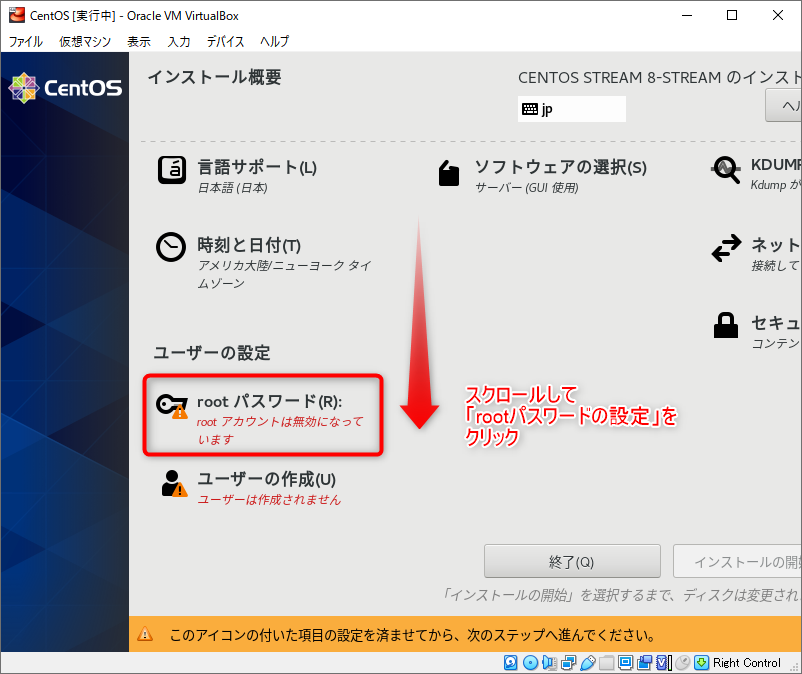 CentOS [実行中] - Oracle VM VirtualBox
ファイル 仮想マシン 表示 入力 デバイス ヘルプ
CentOS
インストール概要
CENTOS STREAM 8-STREAM のインスト
jp
ヘル
言語サポート(L)
日本語 (日本)
ソフトウェアの選択(S)
サーバー (GUI 使用)
KDUMP
Kdump が
時刻と日付(T)
アメリカ大陸/ニューヨーク タイ
ムゾーン
ネット
接続して
セキュ
コンテン
ユーザーの設定
root パスワード(R):
root アカウントは無効になって
います
スクロールして
「rootパスワードの設定」を
クリック
ユーザーの作成(U)
ユーザーは作成されません
終了(Q)
インストールの開始
「インストールの開始」を選択するまで、ディスクは変更され
このアイコンの付いた項目の設定を済ませてから、次のステップへ進んでください。
Right Control